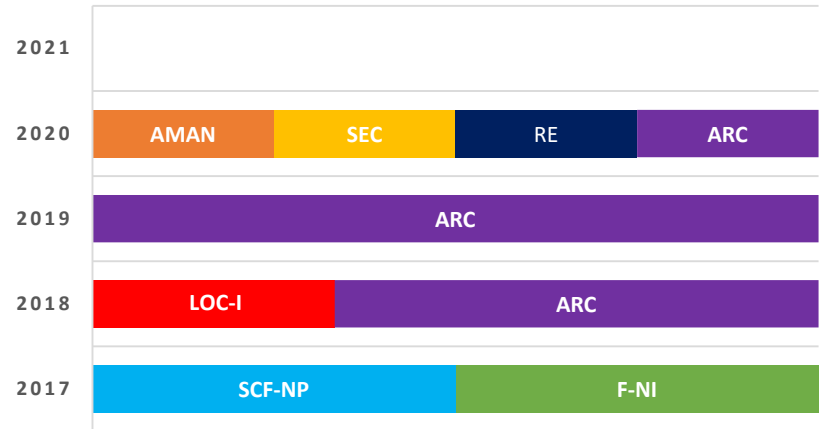 2021
2020 AMAN SEC RE ARC
2019 ARC
2018 LOC-I ARC
2017 SCF-NP F-NI